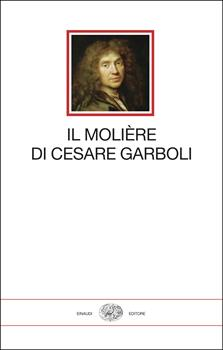 IL MOLIÈRE
DI CESARE GARBOLI
EINAUDI EDITORE